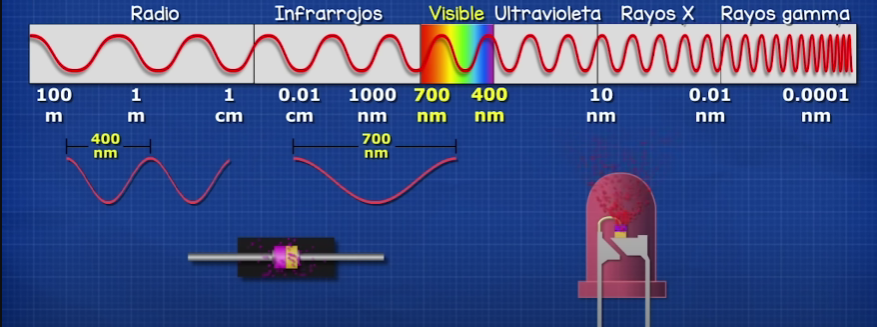 Radio Infrarrojos Visible Ultravioleta Rayos X Rayos gamma
100 1 1 0.01 1000 700 400 10 0.01 0.0001
m m cm cm nm nm nm nm nm nm
400 700
nm nm